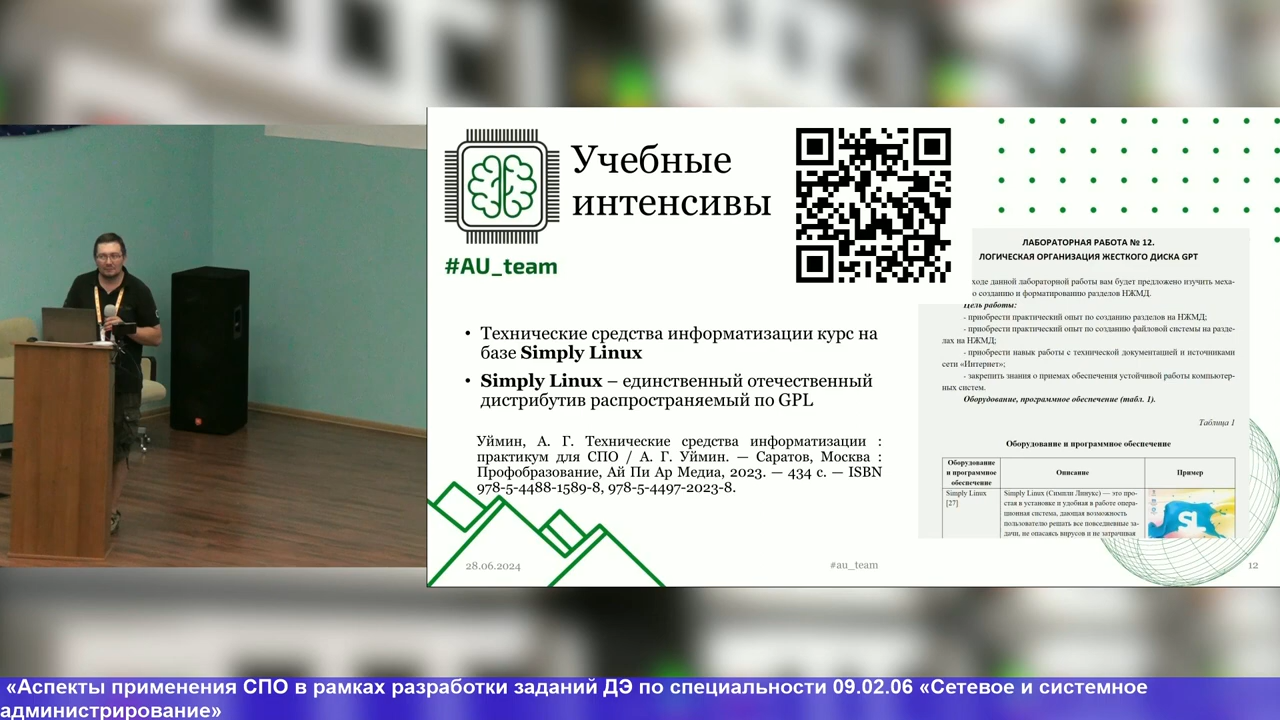 Учебные
интенсивы
#AU_team
• Технические средства информатизации курс на
базе Simply Linux
• Simply Linux – единственный отечественный
дистрибутив распространяемый по GPL
Уймин, А. Г. Технические средства информатизации :
практикум для СПО / А. Г. Уймин. — Саратов, Москва :
Профобразование, Ай Пи Ар Медиа, 2023. — 434 с. — ISBN
978-5-4488-1589-8, 978-5-4497-2023-8.
28.06.2024
#au_team
12
ЛАБОРАТОРНАЯ РАБОТА № 12.
ЛОГИЧЕСКАЯ ОРГАНИЗАЦИЯ ЖЕСТКОГО ДИСКА GPT
ходе данной лабораторной работы вам будет предложено изучить меха-
о созданию и форматированию разделов НЖМД.
Цель работы:
- приобрести практический опыт по созданию разделов на НЖМД;
- приобрести практический опыт по созданию файловой системы на разде-
лах на НЖМД;
- приобрести навык работы с технической документацией и источниками
сети «Интернет»;
- закрепить знания о приемах обеспечения устойчивой работы компьютер-
ных систем.
Оборудование, программное обеспечение (табл. 1).
Таблица 1
Оборудование и программное обеспечение
Оборудование
и программное
обеспечение
Описание
Пример
Simply Linux
[27]
Simply Linux (Симпли Линукс) — это про-
стая в установке и удобная в работе опера-
ционная система, дающая возможность
пользователю решать все повседневные за-
дачи, не опасаясь вирусов и не затрачивая
SL
«Аспекты применения СПО в рамках разработки заданий ДЭ по специальности 09.02.06 «Сетевое и системное
администрирование»